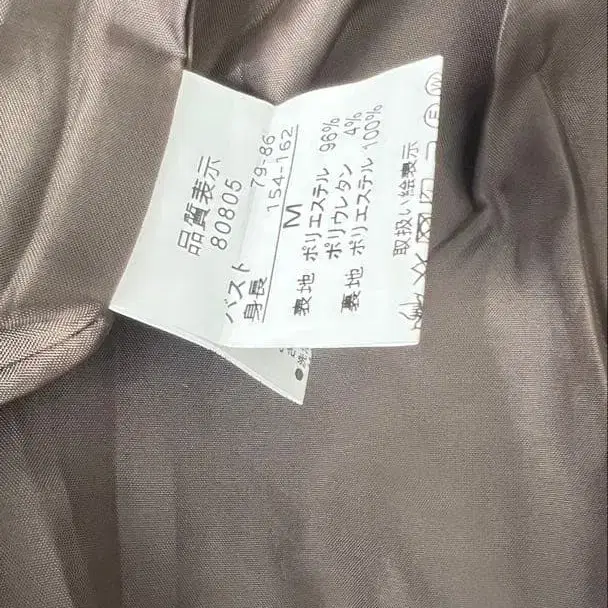 品質表示
80805
バスト 79-86
身長 154-162
M
表地 ポリエステル 96%
ポリウレタン 4%
裏地 ポリエステル 100%
取扱い絵表示